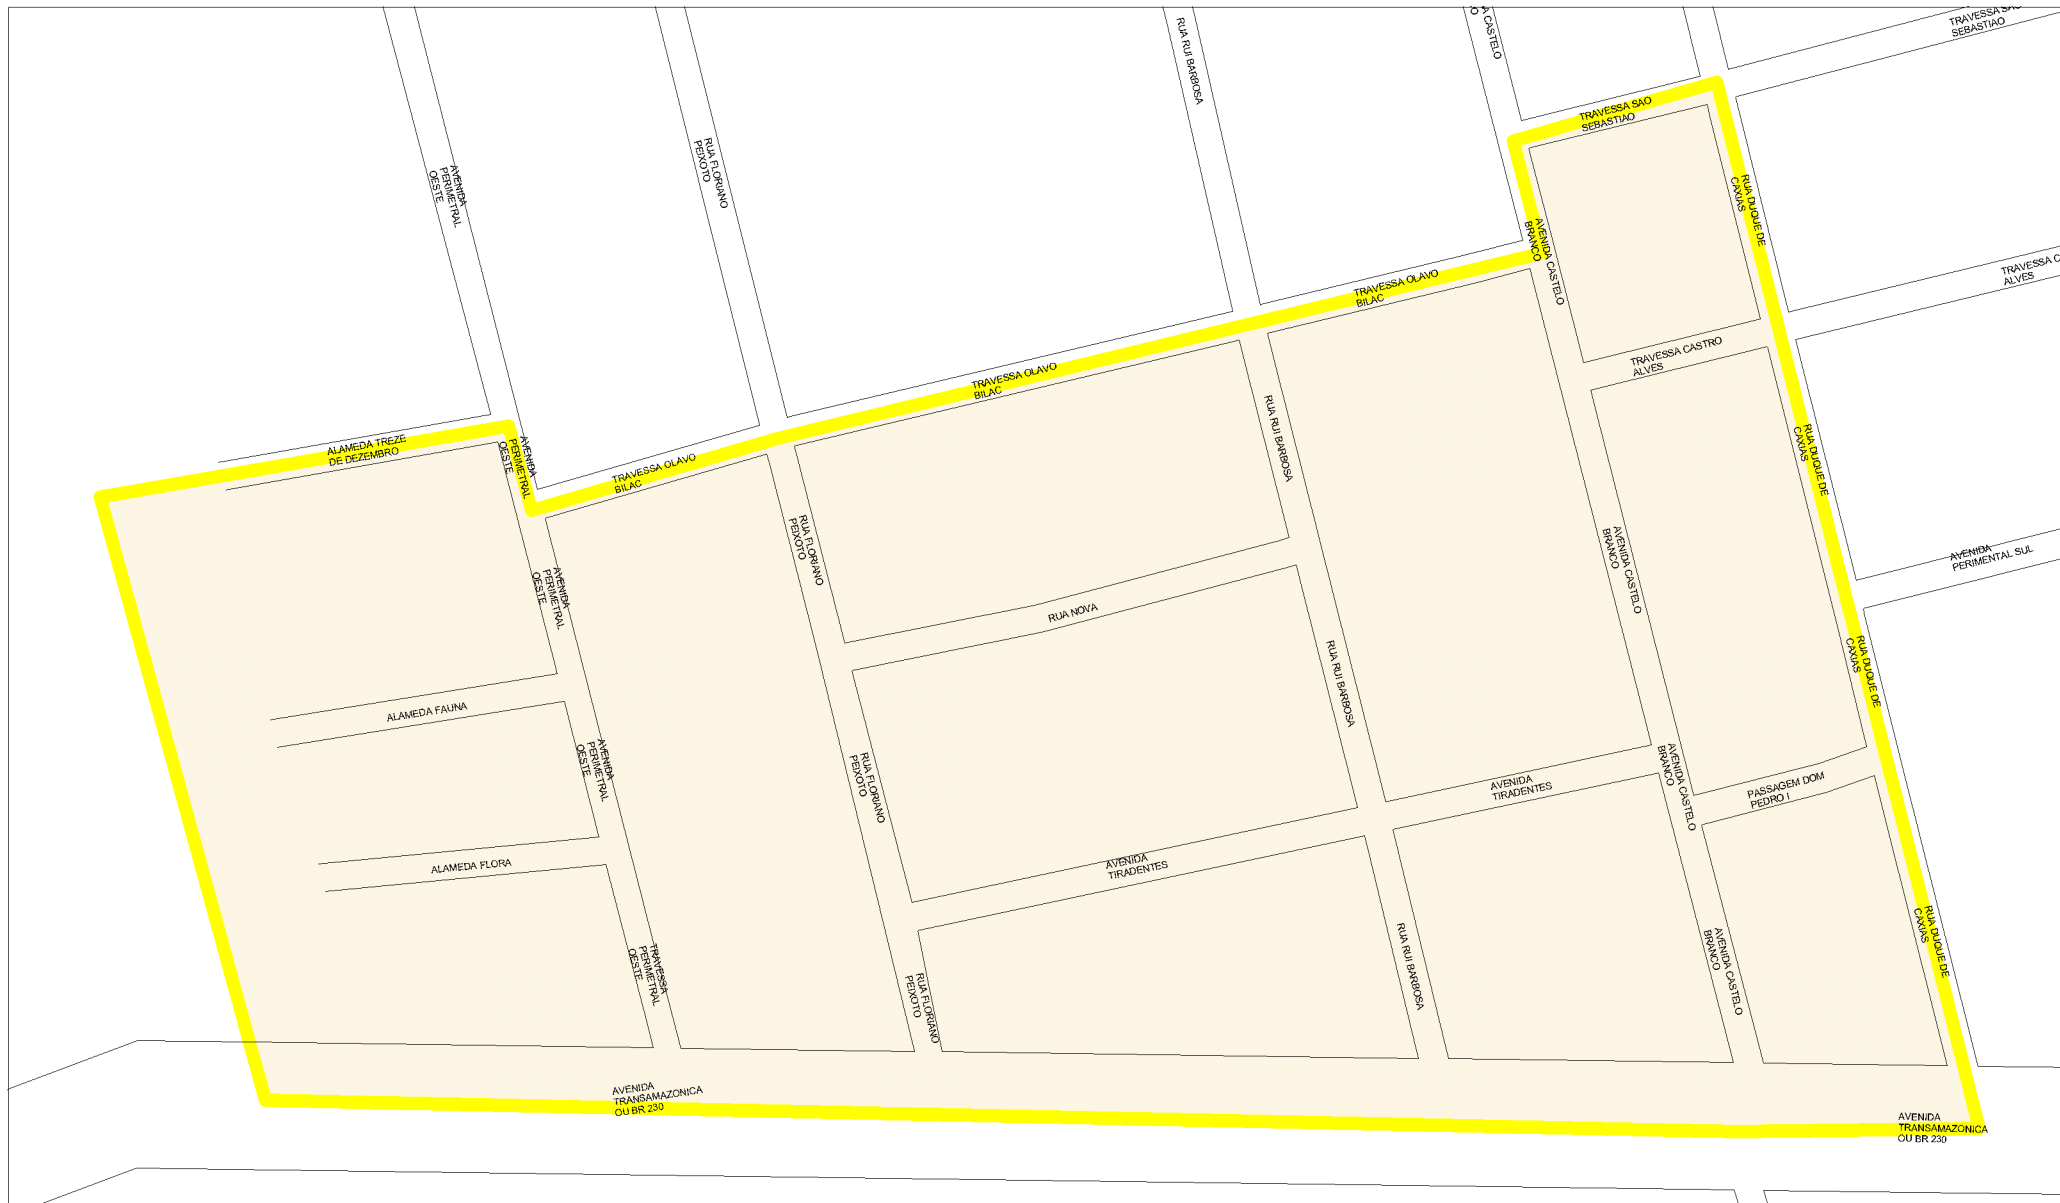 TRAVESSA SAO
SEBASTIAO
RUA RUI BARBOSA
CASTELO
TRAVESSA SAO
SEBASTIAO
AVENIDA
PERIMETRAL
OESTE
RUA FLORIANO
PEIXOTO
RUA DUQUE DE
CAXIAS
AVENIDA CASTELO
BRANCO
TRAVESSA C
ALVES
TRAVESSA OLAVO
BILAC
TRAVESSA CASTRO
ALVES
TRAVESSA OLAVO
BILAC
ALAMEDA TREZE
DE DEZEMBRO
AVENIDA
PERIMETRAL
OESTE
TRAVESSA OLAVO
BILAC
RUA RUI BARBOSA
RUA DUQUE DE
CAXIAS
RUA FLORIANO
PEIXOTO
AVENIDA CASTELO
BRANCO
AVENIDA
PERIMENTAL SUL
AVENIDA
PERIMETRAL
OESTE
RUA NOVA
RUA RUI BARBOSA
RUA DUQUE DE
CAXIAS
ALAMEDA FAUNA
AVENIDA
PERIMETRAL
OESTE
RUA FLORIANO
PEIXOTO
AVENIDA
TIRADENTES
AVENIDA CASTELO
BRANCO
PASSAGEM DOM
PEDRO I
ALAMEDA FLORA
AVENIDA
TIRADENTES
TRAVESSA
PERIMETRAL
OESTE
RUA FLORIANO
PEIXOTO
RUA RUI BARBOSA
AVENIDA CASTELO
BRANCO
RUA DUQUE DE
CAXIAS
AVENIDA
TRANSAMAZONICA
OU BR 230
AVENIDA
TRANSAMAZONICA
OU BR 230